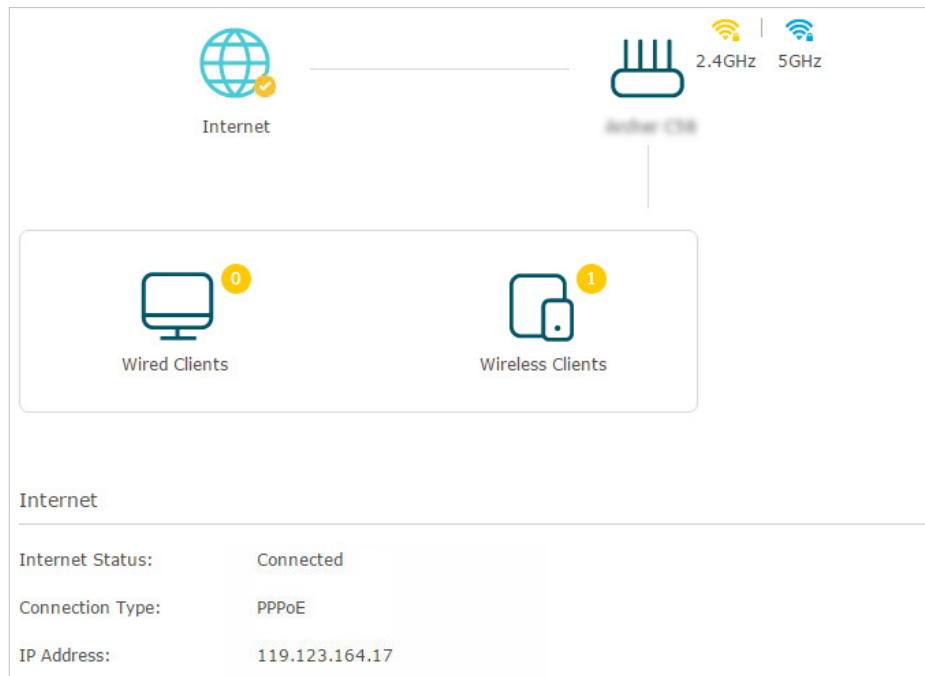 2.4GHz 5GHz
Internet
0
1
Wired Clients
Wireless Clients
Internet
Internet Status: Connected
Connection Type: PPPoE
IP Address: 119.123.164.17